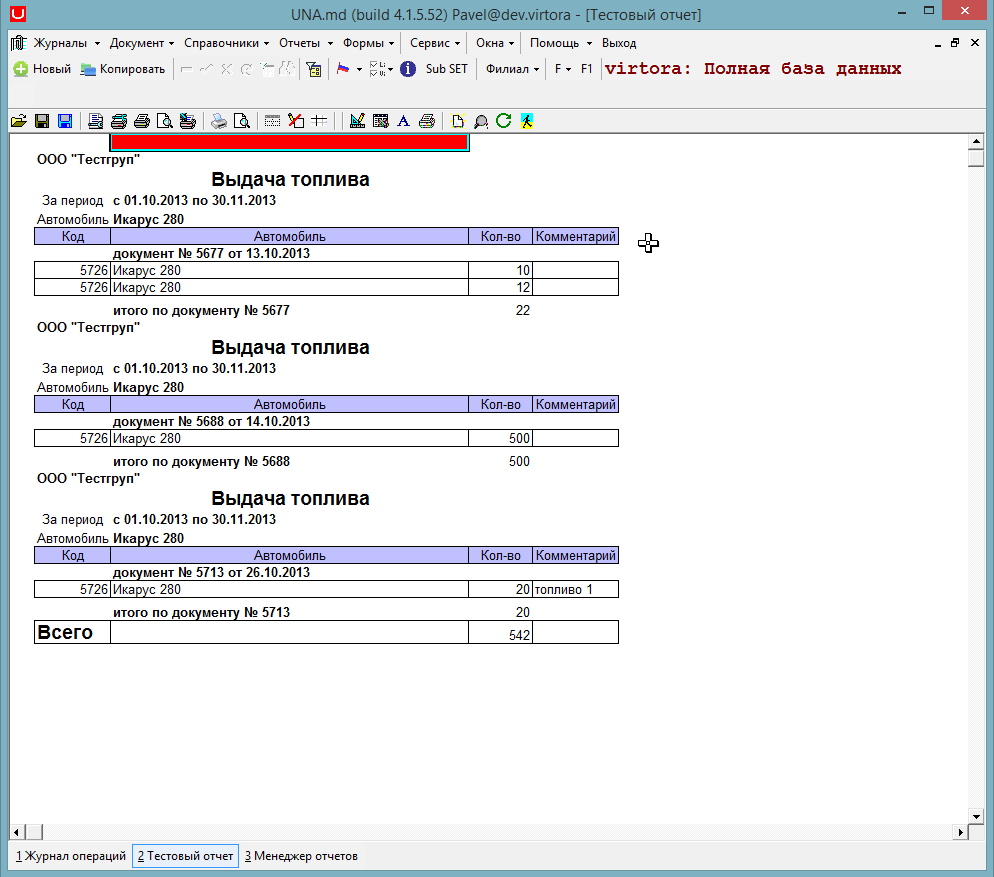 UNA.md (build 4.1.5.52) Pavel@dev.virtora - [Тестовый отчет]
Журналы Документ Справочники Отчеты Формы Сервис Окна Помощь Выход
Новый Копировать Sub SET Филиал F F1 virtora: Полная база данных
ООО "Тестгруп"
Выдача топлива
За период с 01.10.2013 по 30.11.2013
Автомобиль Икарус 280
Код Автомобиль Кол-во Комментарий
документ № 5677 от 13.10.2013
5726 Икарус 280 10
5726 Икарус 280 12
итого по документу № 5677 22
ООО "Тестгруп"
Выдача топлива
За период с 01.10.2013 по 30.11.2013
Автомобиль Икарус 280
Код Автомобиль Кол-во Комментарий
документ № 5688 от 14.10.2013
5726 Икарус 280 500
итого по документу № 5688 500
ООО "Тестгруп"
Выдача топлива
За период с 01.10.2013 по 30.11.2013
Автомобиль Икарус 280
Код Автомобиль Кол-во Комментарий
документ № 5713 от 26.10.2013
5726 Икарус 280 20 топливо 1
итого по документу № 5713 20
Всего 542
1 Журнал операций 2 Тестовый отчет 3 Менеджер отчетов